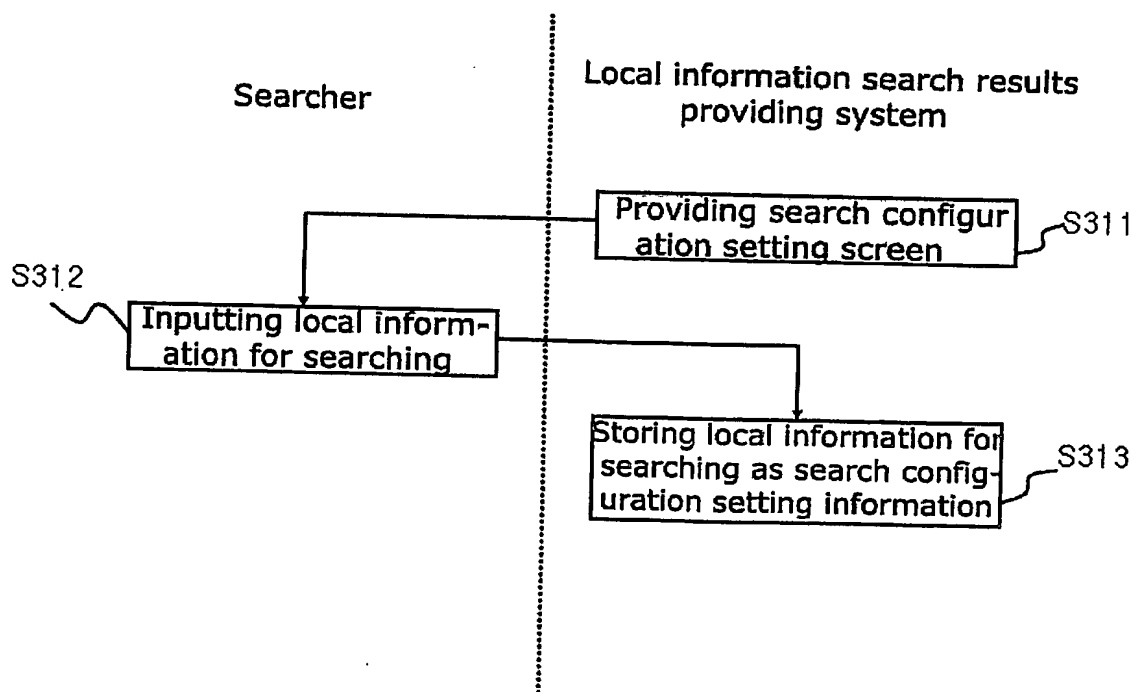 Searcher
Local information search results
providing system
Providing search configur
ation setting screen
S311
S312
Inputting local inform-
ation for searching
Storing local information for
searching as search config-
uration setting information
S313